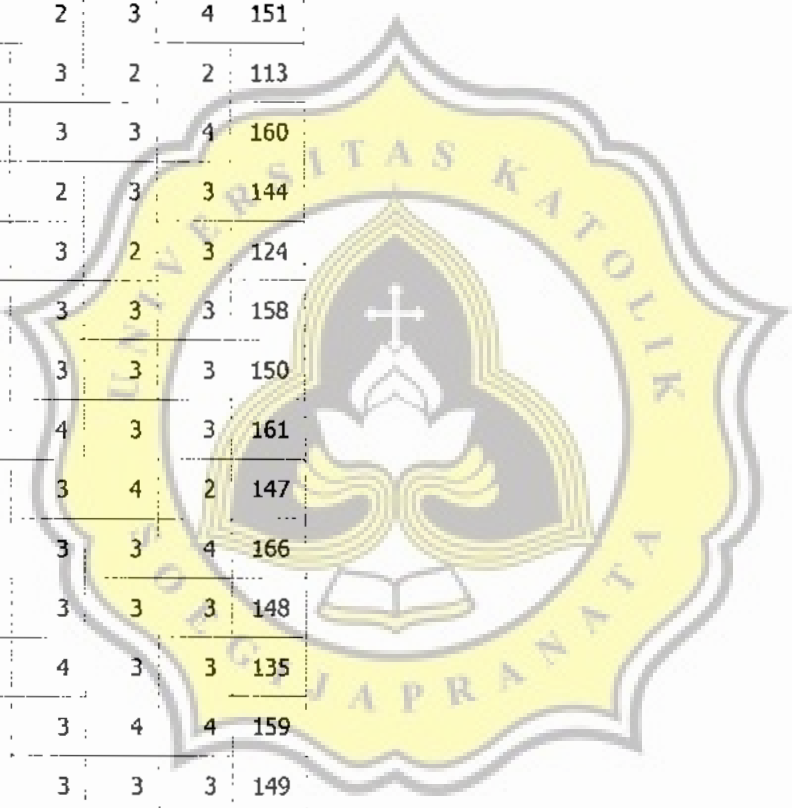 2 3 4 151
3 2 2 113
3 3 4 160
2 3 3 144
3 2 3 124
3 3 3 158
3 3 3 150
4 3 3 161
3 4 2 147
3 3 4 166
3 3 3 148
4 3 3 135
3 4 4 159
3 3 3 149
UNIVERSITAS KATOLIK
SOEGIJAPRANATA